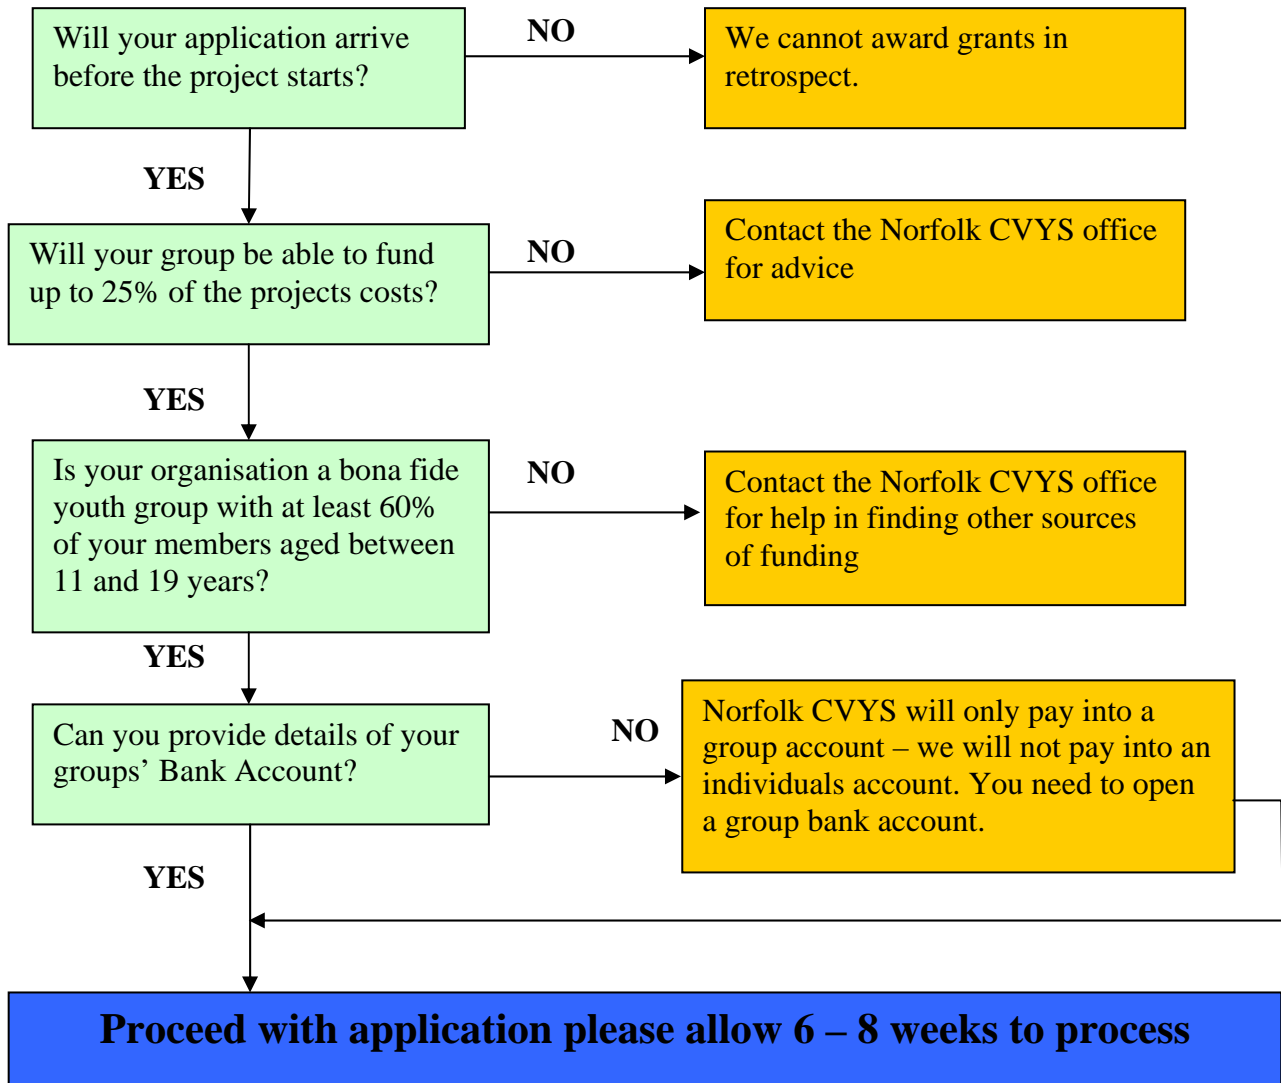 Will your application arrive
before the project starts?
NO
We cannot award grants in
retrospect.
YES
Will your group be able to fund
up to 25% of the projects costs?
NO
Contact the Norfolk CVYS office
for advice
YES
Is your organisation a bona fide
youth group with at least 60%
of your members aged between
11 and 19 years?
NO
Contact the Norfolk CVYS office
for help in finding other sources
of funding
YES
Can you provide details of your
groups’ Bank Account?
NO
Norfolk CVYS will only pay into a
group account – we will not pay into an
individuals account. You need to open
a group bank account.
YES
Proceed with application please allow 6 – 8 weeks to process